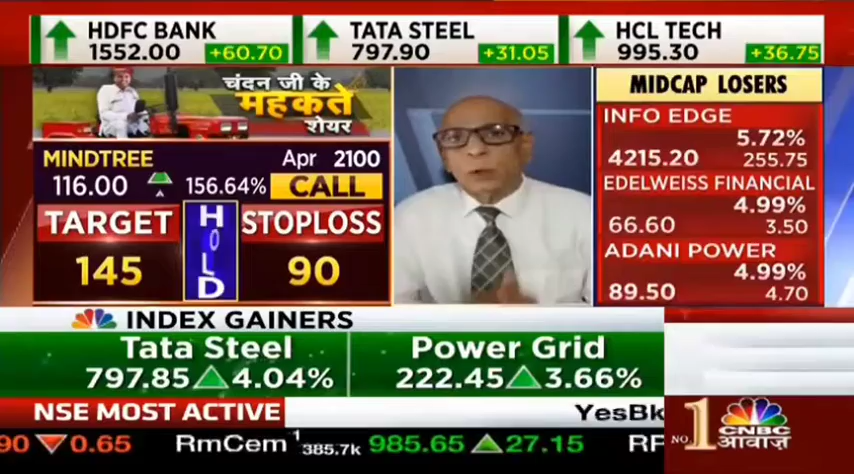 HDFC BANK
1552.00 +60.70
TATA STEEL
797.90 +31.05
HCL TECH
995.30 +36.75
चंदन जी के
महकते
शेयर
MINDTREE Apr 2100
116.00 156.64% CALL
TARGET
145
HOLD
STOPLOSS
90
MIDCAP LOSERS
INFO EDGE
5.72%
4215.20 255.75
EDELWEISS FINANCIAL
4.99%
66.60 3.50
ADANI POWER
4.99%
89.50 4.70
INDEX GAINERS
Tata Steel
797.85 4.04%
Power Grid
222.45 3.66%
NSE MOST ACTIVE YesBk
90 0.65 RmCem 385.7k 985.65 27.15
NO. 1 CNBC
आवाज़